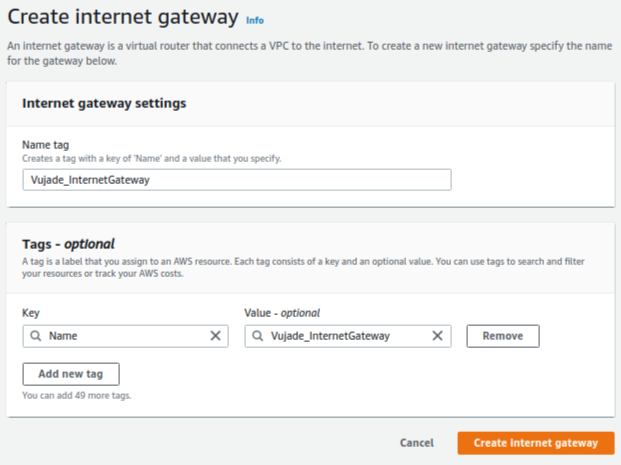 Create internet gateway Info
An internet gateway is a virtual router that connects a VPC to the internet. To create a new internet gateway specify the name
for the gateway below.
Internet gateway settings
Name tag
Creates a tag with a key of 'Name' and a value that you specify.
Vujade_InternetGateway
Tags - optional
A tag is a label that you assign to an AWS resource. Each tag consists of a key and an optional value. You can use tags to search and filter
your resources or track your AWS costs.
Key Value - optional
Name Vujade_InternetGateway Remove
Add new tag
You can add 49 more tags.
Cancel Create internet gateway